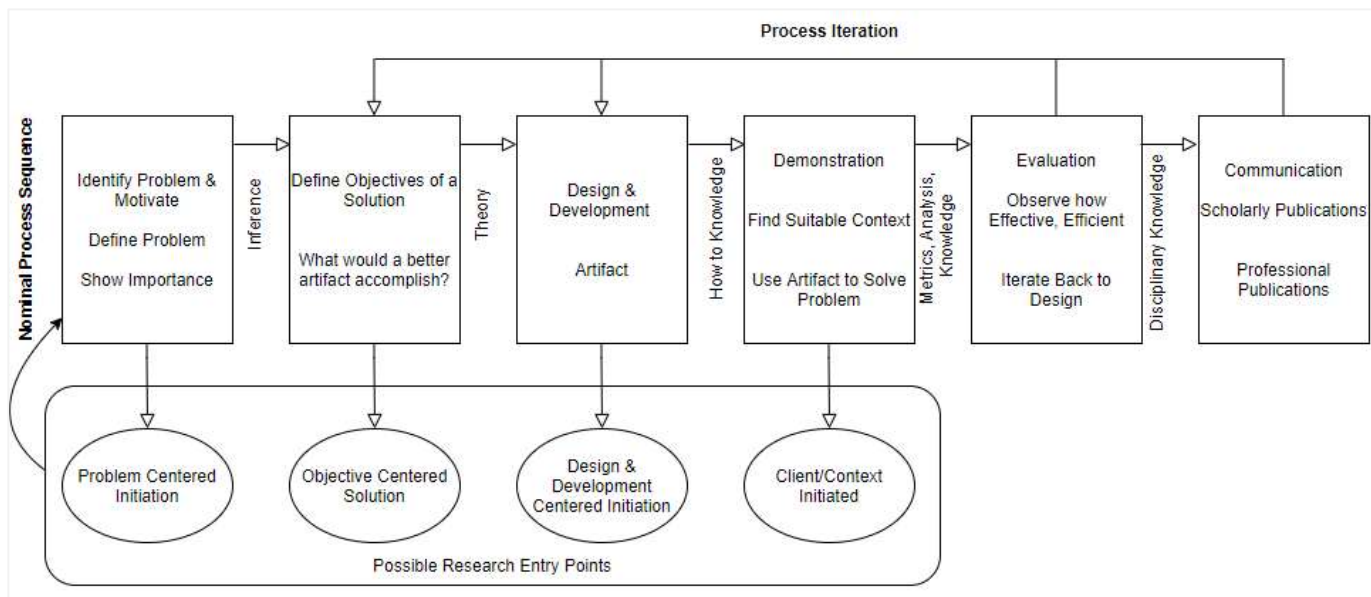 Process Iteration
Nominal Process Sequence
Identify Problem &
Motivate
Define Problem
Show Importance
Inference
Define Objectives of a
Solution
What would a better
artifact accomplish?
Theory
Design &
Development
Artifact
How to Knowledge
Demonstration
Find Suitable Context
Use Artifact to Solve
Problem
Metrics, Analysis,
Knowledge
Evaluation
Observe how
Effective, Efficient
Iterate Back to
Design
Disciplinary Knowledge
Communication
Scholarly Publications
Professional
Publications
Problem Centered
Initiation
Objective Centered
Solution
Design &
Development
Centered Initiation
Client/Context
Initiated
Possible Research Entry Points